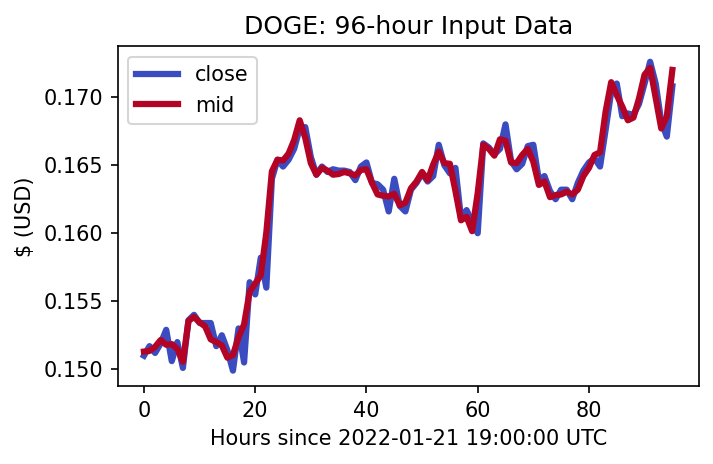 DOGE: 96-hour Input Data
close
mid
$ (USD)
0.170
0.165
0.160
0.155
0.150
0 20 40 60 80
Hours since 2022-01-21 19:00:00 UTC